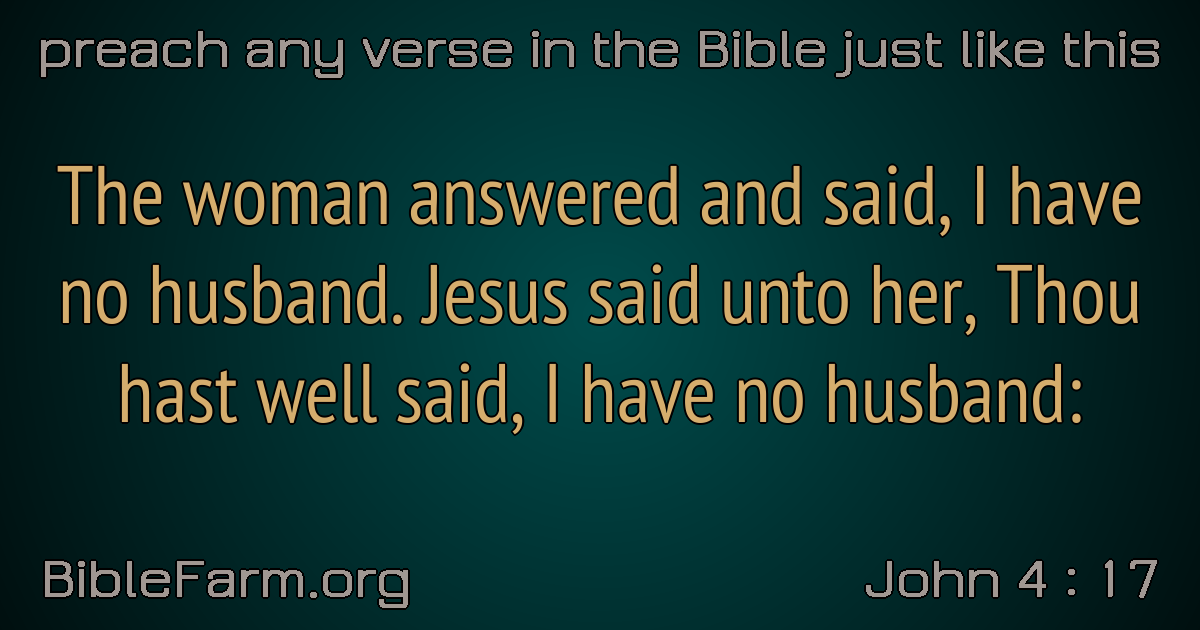 preach any verse in the Bible just like this
The woman answered and said, I have
no husband. Jesus said unto her, Thou
hast well said, I have no husband:
BibleFarm.org
John 4 : 17